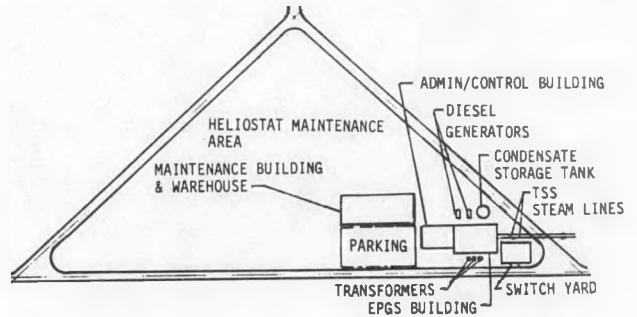 ADMIN/CONTROL BUILDING
HELIOSTAT MAINTENANCE
AREA
DIESEL
GENERATORS
MAINTENANCE BUILDING
& WAREHOUSE
CONDENSATE
STORAGE TANK
TSS
STEAM LINES
PARKING
TRANSFORMERS
SWITCH YARD
EPGS BUILDING